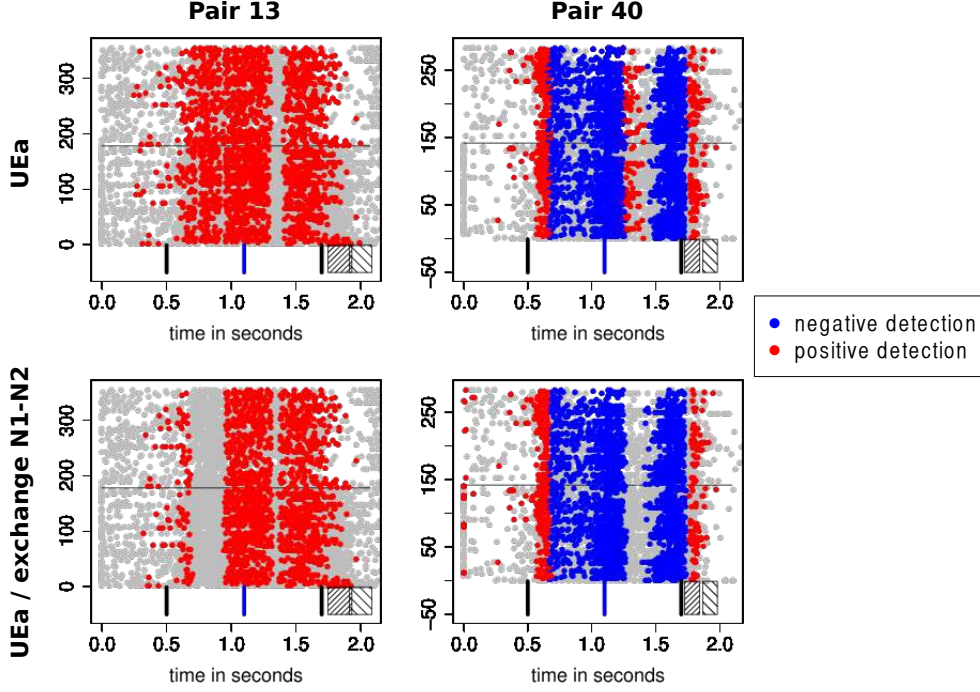 Pair 13
Pair 40
UEa
300
200
100
0
0.0 0.5 1.0 1.5 2.0
time in seconds
250
150
50
−50
0.0 0.5 1.0 1.5 2.0
time in seconds
negative detection
positive detection
UEa / exchange N1-N2
300
200
100
0
0.0 0.5 1.0 1.5 2.0
time in seconds
250
150
50
−50
0.0 0.5 1.0 1.5 2.0
time in seconds